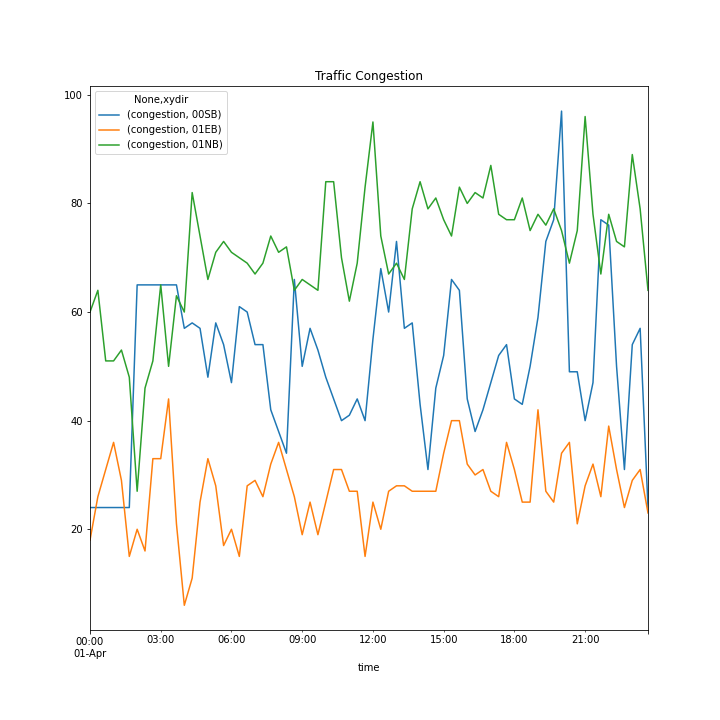 Traffic Congestion
None,xydir
(congestion, 00SB)
(congestion, 01EB)
(congestion, 01NB)
100
80
60
40
20
00:00 03:00 06:00 09:00 12:00 15:00 18:00 21:00
01-Apr
time